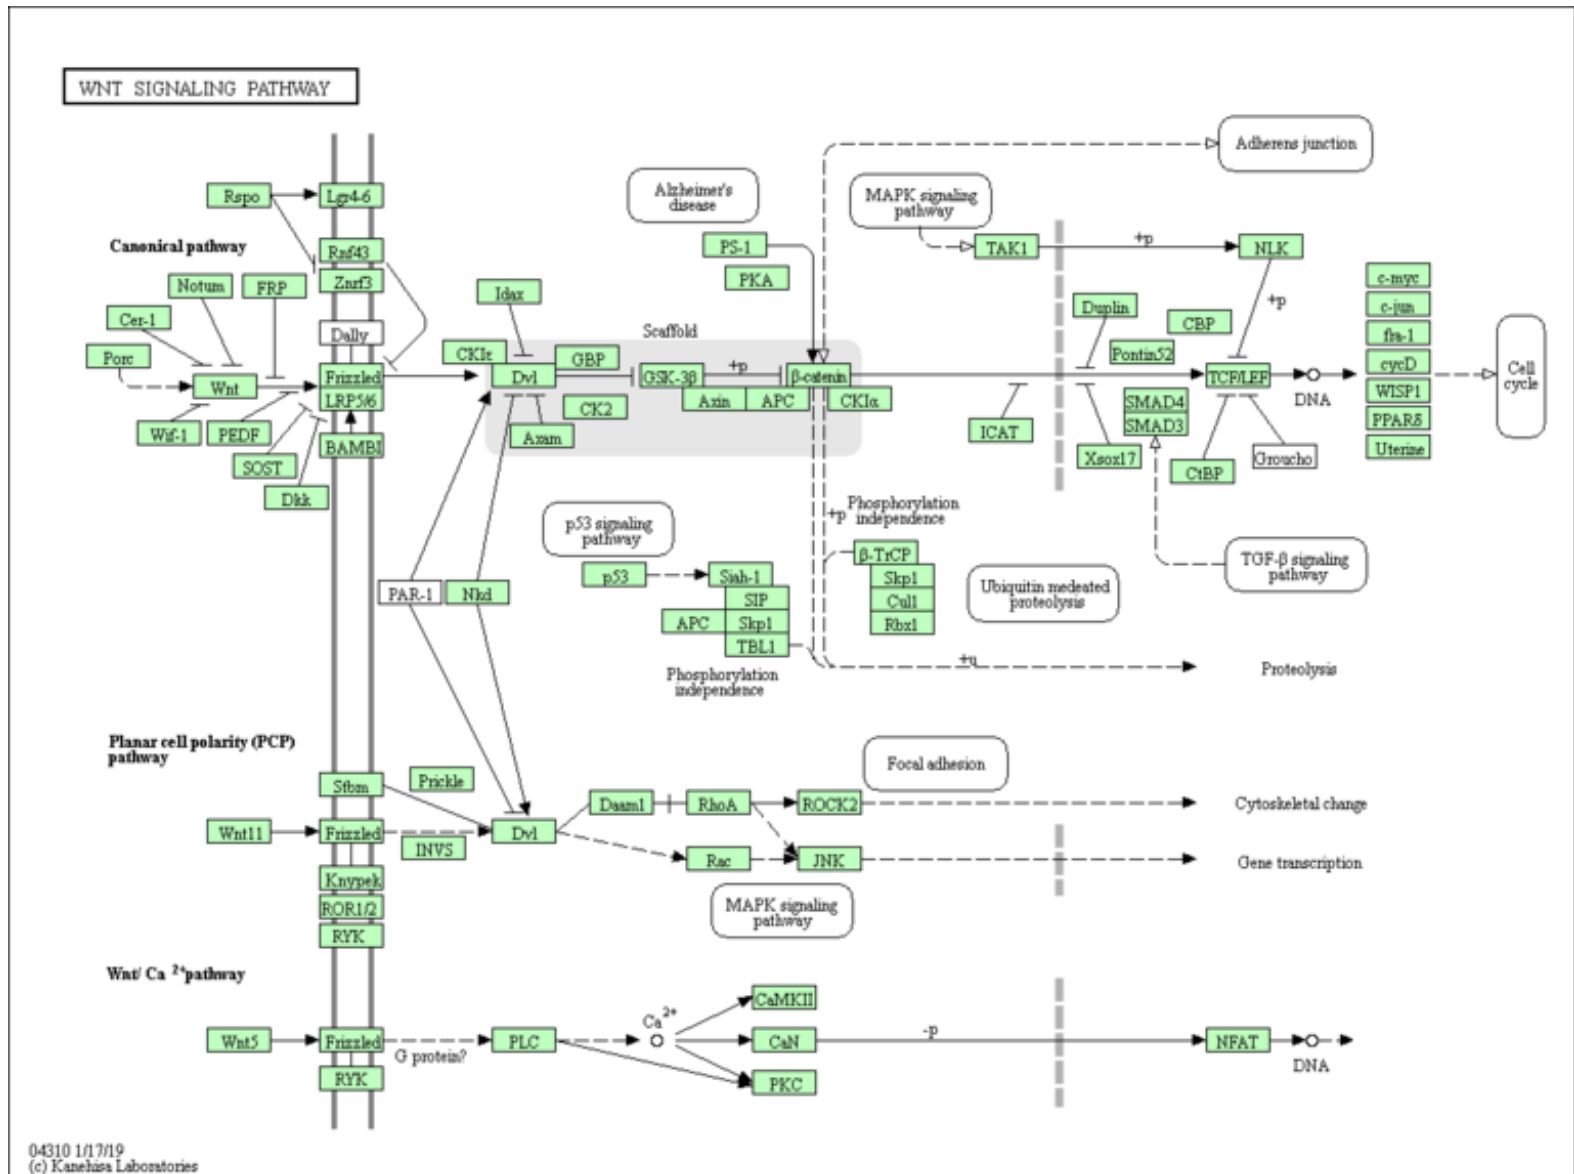 WNT SIGNALING PATHWAY
Adherens junction
Alzheimer's
disease
MAPK signaling
pathway
Rspo
Lgr4-6
Canonical pathway
Rnf43
PS-1
TAK1
+p
NLK
Notum
FRP
Znrf3
Idax
PKA
c-myc
Cer-1
Duplin
+p
c-jun
Dally
Scaffold
CBP
fra-1
Porc
CKIε
GBP
Pontin52
cycD
Cell
cycle
Wnt
Frizzled
Dvl
GSK-3β
+p
β-catenin
TCF/LEF
DNA
WISP1
LRP5/6
CK2
Axin
APC
CKIα
SMAD4
PPARδ
Wif-1
PEDF
BAMBI
Axam
ICAT
SMAD3
Uterine
SOST
Xsox17
CtBP
Groucho
Dkk
Phosphorylation
independence
+p
p53 signaling
pathway
TGF-β signaling
pathway
β-TrCP
p53
Siah-1
Skp1
Ubiquitin medeated
proteolysis
PAR-1
Nkd
SIP
Cul1
APC
Skp1
Rbx1
TBL1
+u
Proteolysis
Phosphorylation
independence
Planar cell polarity (PCP)
pathway
Focal adhesion
Stbm
Prickle
Daam1
RhoA
ROCK2
Cytoskeletal change
Wnt11
Frizzled
INVS
Dvl
Rac
JNK
Gene transcription
Knypek
MAPK signaling
pathway
ROR1/2
RYK
Wnt/ Ca 2+ pathway
CaMKII
Ca2+
Wnt5
Frizzled
G protein?
PLC
CaN
-p
NFAT
DNA
RYK
PKC
04310 1/17/19
(c) Kanehisa Laboratories